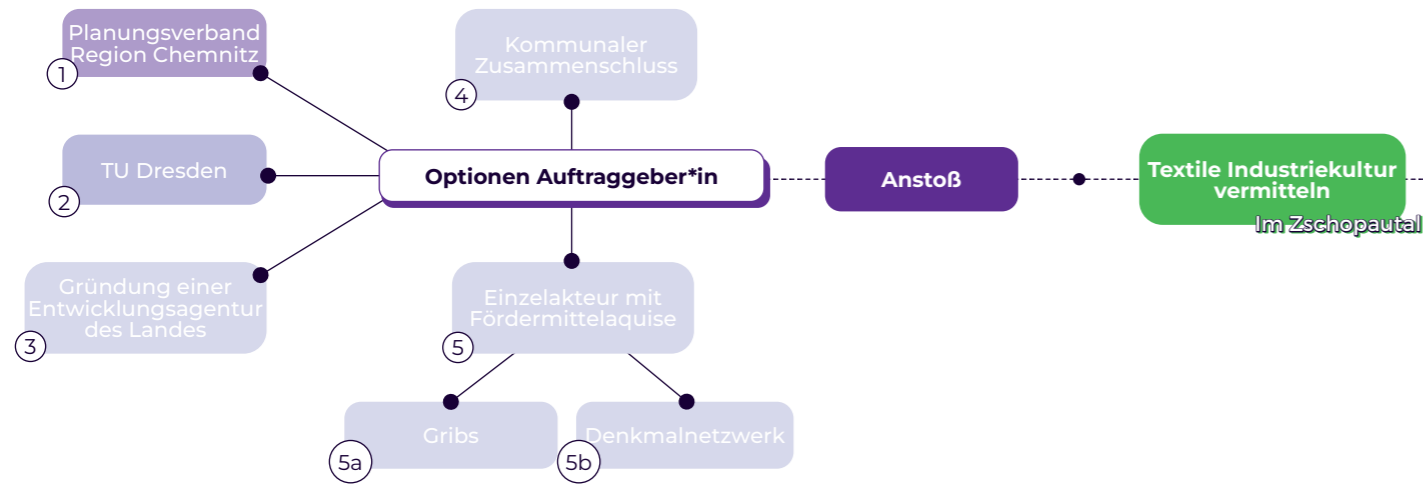 Planungsverband
Region Chemnitz
1
Kommunaler
Zusammenschluss
4
TU Dresden
2
Optionen Auftraggeber*in
Anstoß
Textile Industriekultur
vermitteln
Im Zschopautal
Gründung einer
Entwicklungsagentur
des Landes
3
Einzelakteur mit
Fördermittelaquise
5
Gribs
5a
Denkmalnetzwerk
5b